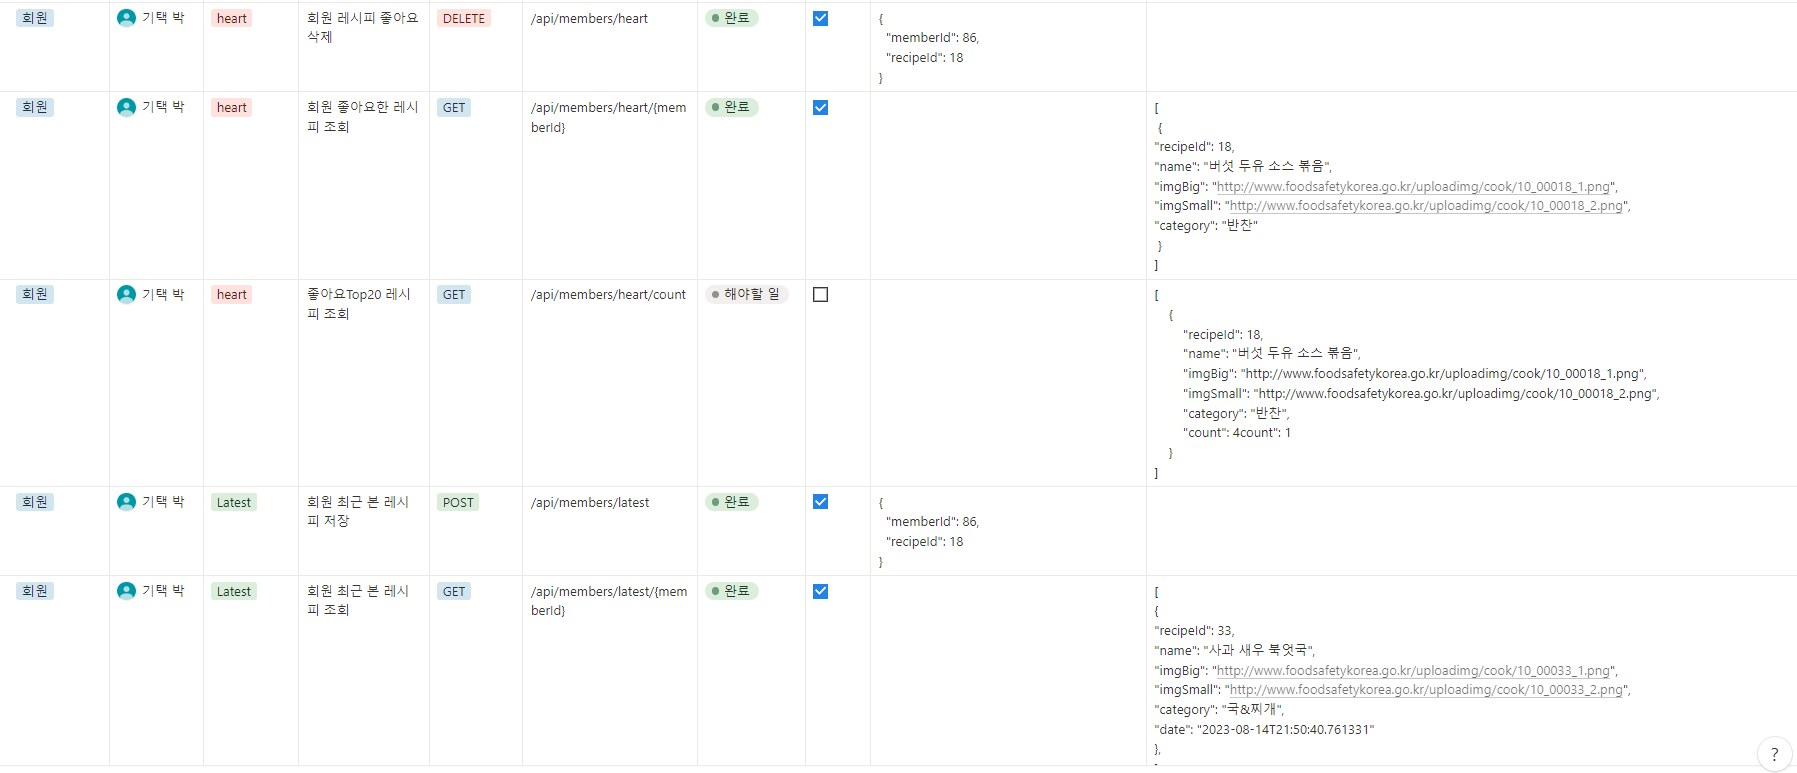 회원
기택 박
heart
회원 레시피 좋아요
삭제
DELETE
/api/members/heart
완료
{
"memberId": 86,
"recipeId": 18
}
회원
기택 박
heart
회원 좋아요한 레시
피 조회
GET
/api/members/heart/{mem
berId}
완료
[
{
"recipeId": 18,
"name": "버섯 두유 소스 볶음",
"imgBig": "http://www.foodsafetykorea.go.kr/uploadimg/cook/10_00018_1.png",
"imgSmall": "http://www.foodsafetykorea.go.kr/uploadimg/cook/10_00018_2.png",
"category": "반찬"
}
]
회원
기택 박
heart
좋아요Top20 레시
피 조회
GET
/api/members/heart/count
해야할 일
[
{
"recipeId": 18,
"name": "버섯 두유 소스 볶음",
"imgBig": "http://www.foodsafetykorea.go.kr/uploadimg/cook/10_00018_1.png",
"imgSmall": "http://www.foodsafetykorea.go.kr/uploadimg/cook/10_00018_2.png",
"category": "반찬",
"count": 4count": 1
}
]
회원
기택 박
Latest
회원 최근 본 레시
피 저장
POST
/api/members/latest
완료
{
"memberId": 86,
"recipeId": 18
}
회원
기택 박
Latest
회원 최근 본 레시
피 조회
GET
/api/members/latest/{mem
berId}
완료
[
{
"recipeId": 33,
"name": "사과 새우 북엇국",
"imgBig": "http://www.foodsafetykorea.go.kr/uploadimg/cook/10_00033_1.png",
"imgSmall": "http://www.foodsafetykorea.go.kr/uploadimg/cook/10_00033_2.png",
"category": "국&찌개",
"date": "2023-08-14T21:50:40.761331"
},
?